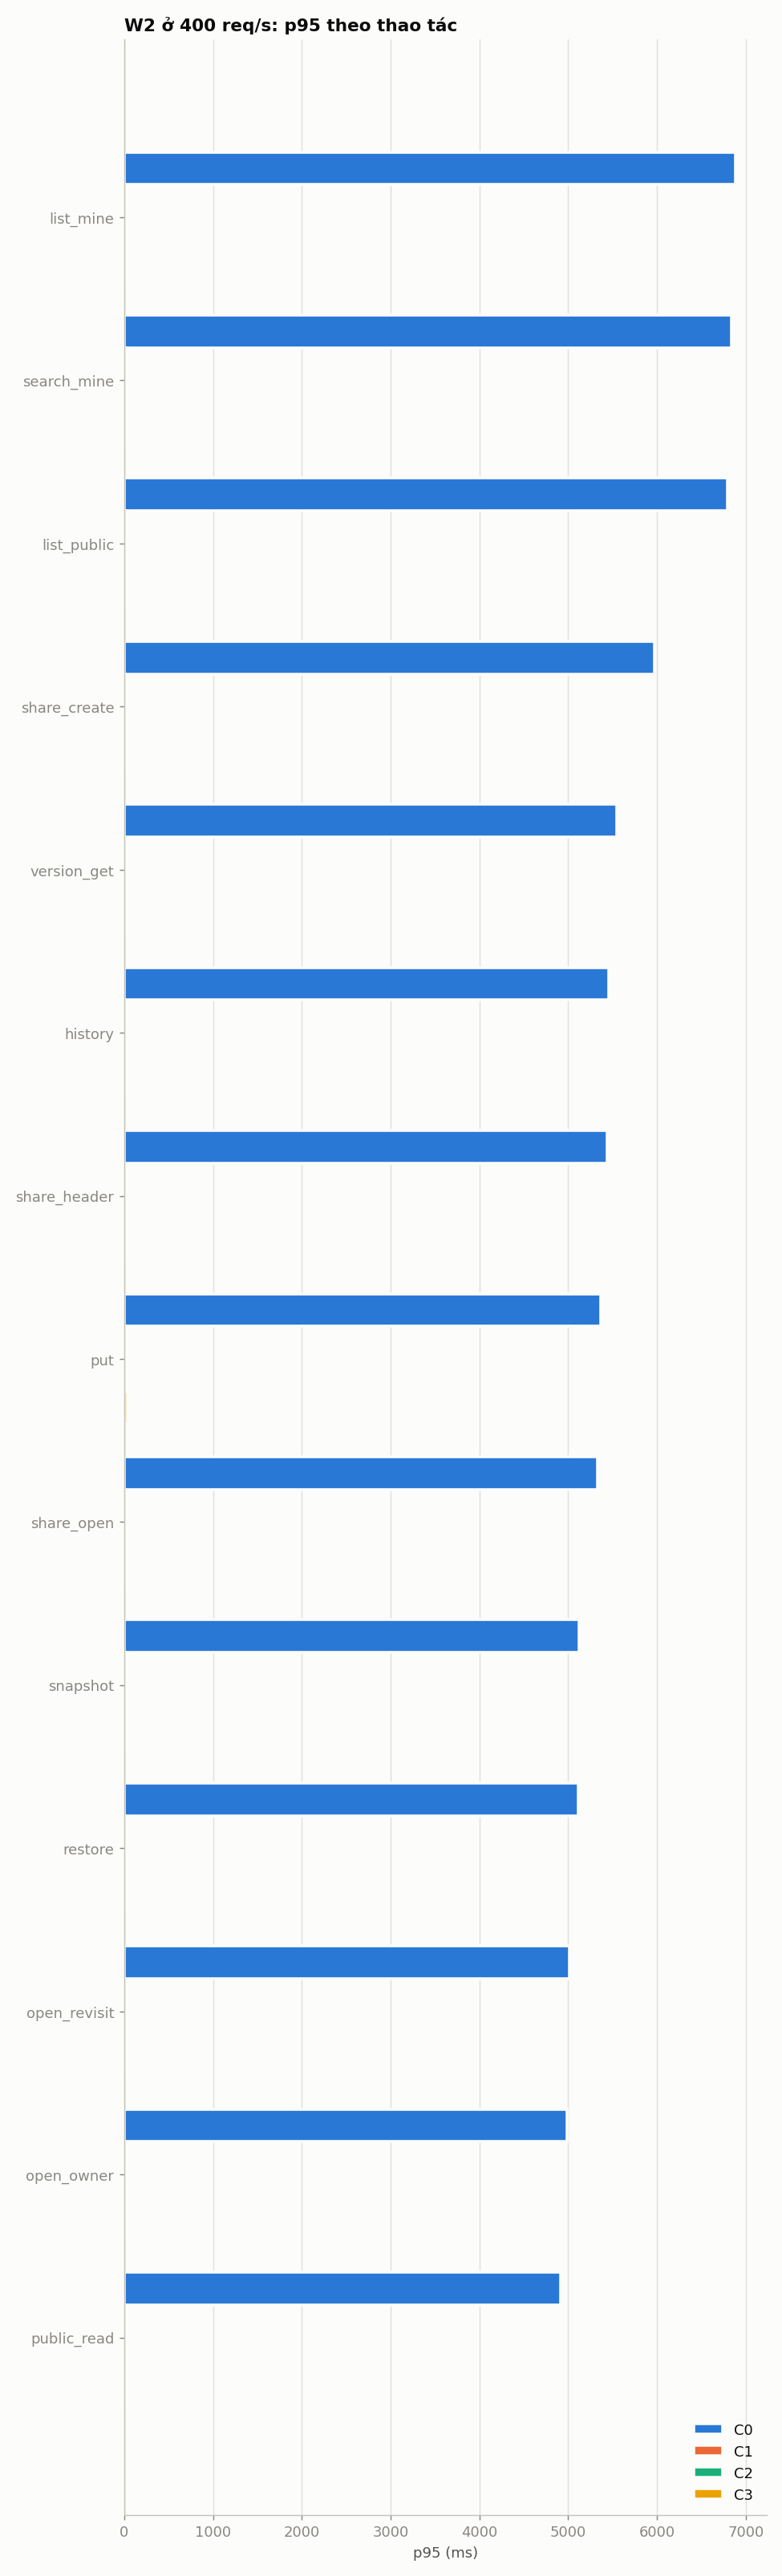 W2 ở 400 req/s: p95 theo thao tác
list_mine
search_mine
list_public
share_create
version_get
history
share_header
put
share_open
snapshot
restore
open_revisit
open_owner
public_read
C0
C1
C2
C3
0 1000 2000 3000 4000 5000 6000 7000
p95 (ms)